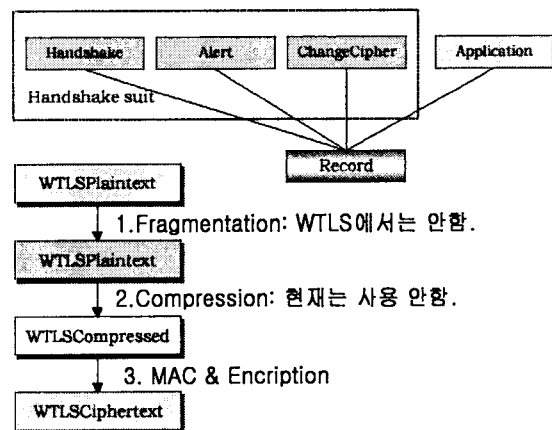 Handshake Alert ChangeCipher Application
Handshake suit
Record
WTLSPlaintext
1.Fragmentation: WTLS에서는 안함.
WTLSPlaintext
2.Compression: 현재는 사용 안함.
WTLSCompressed
3. MAC & Encription
WTLSCiphertext